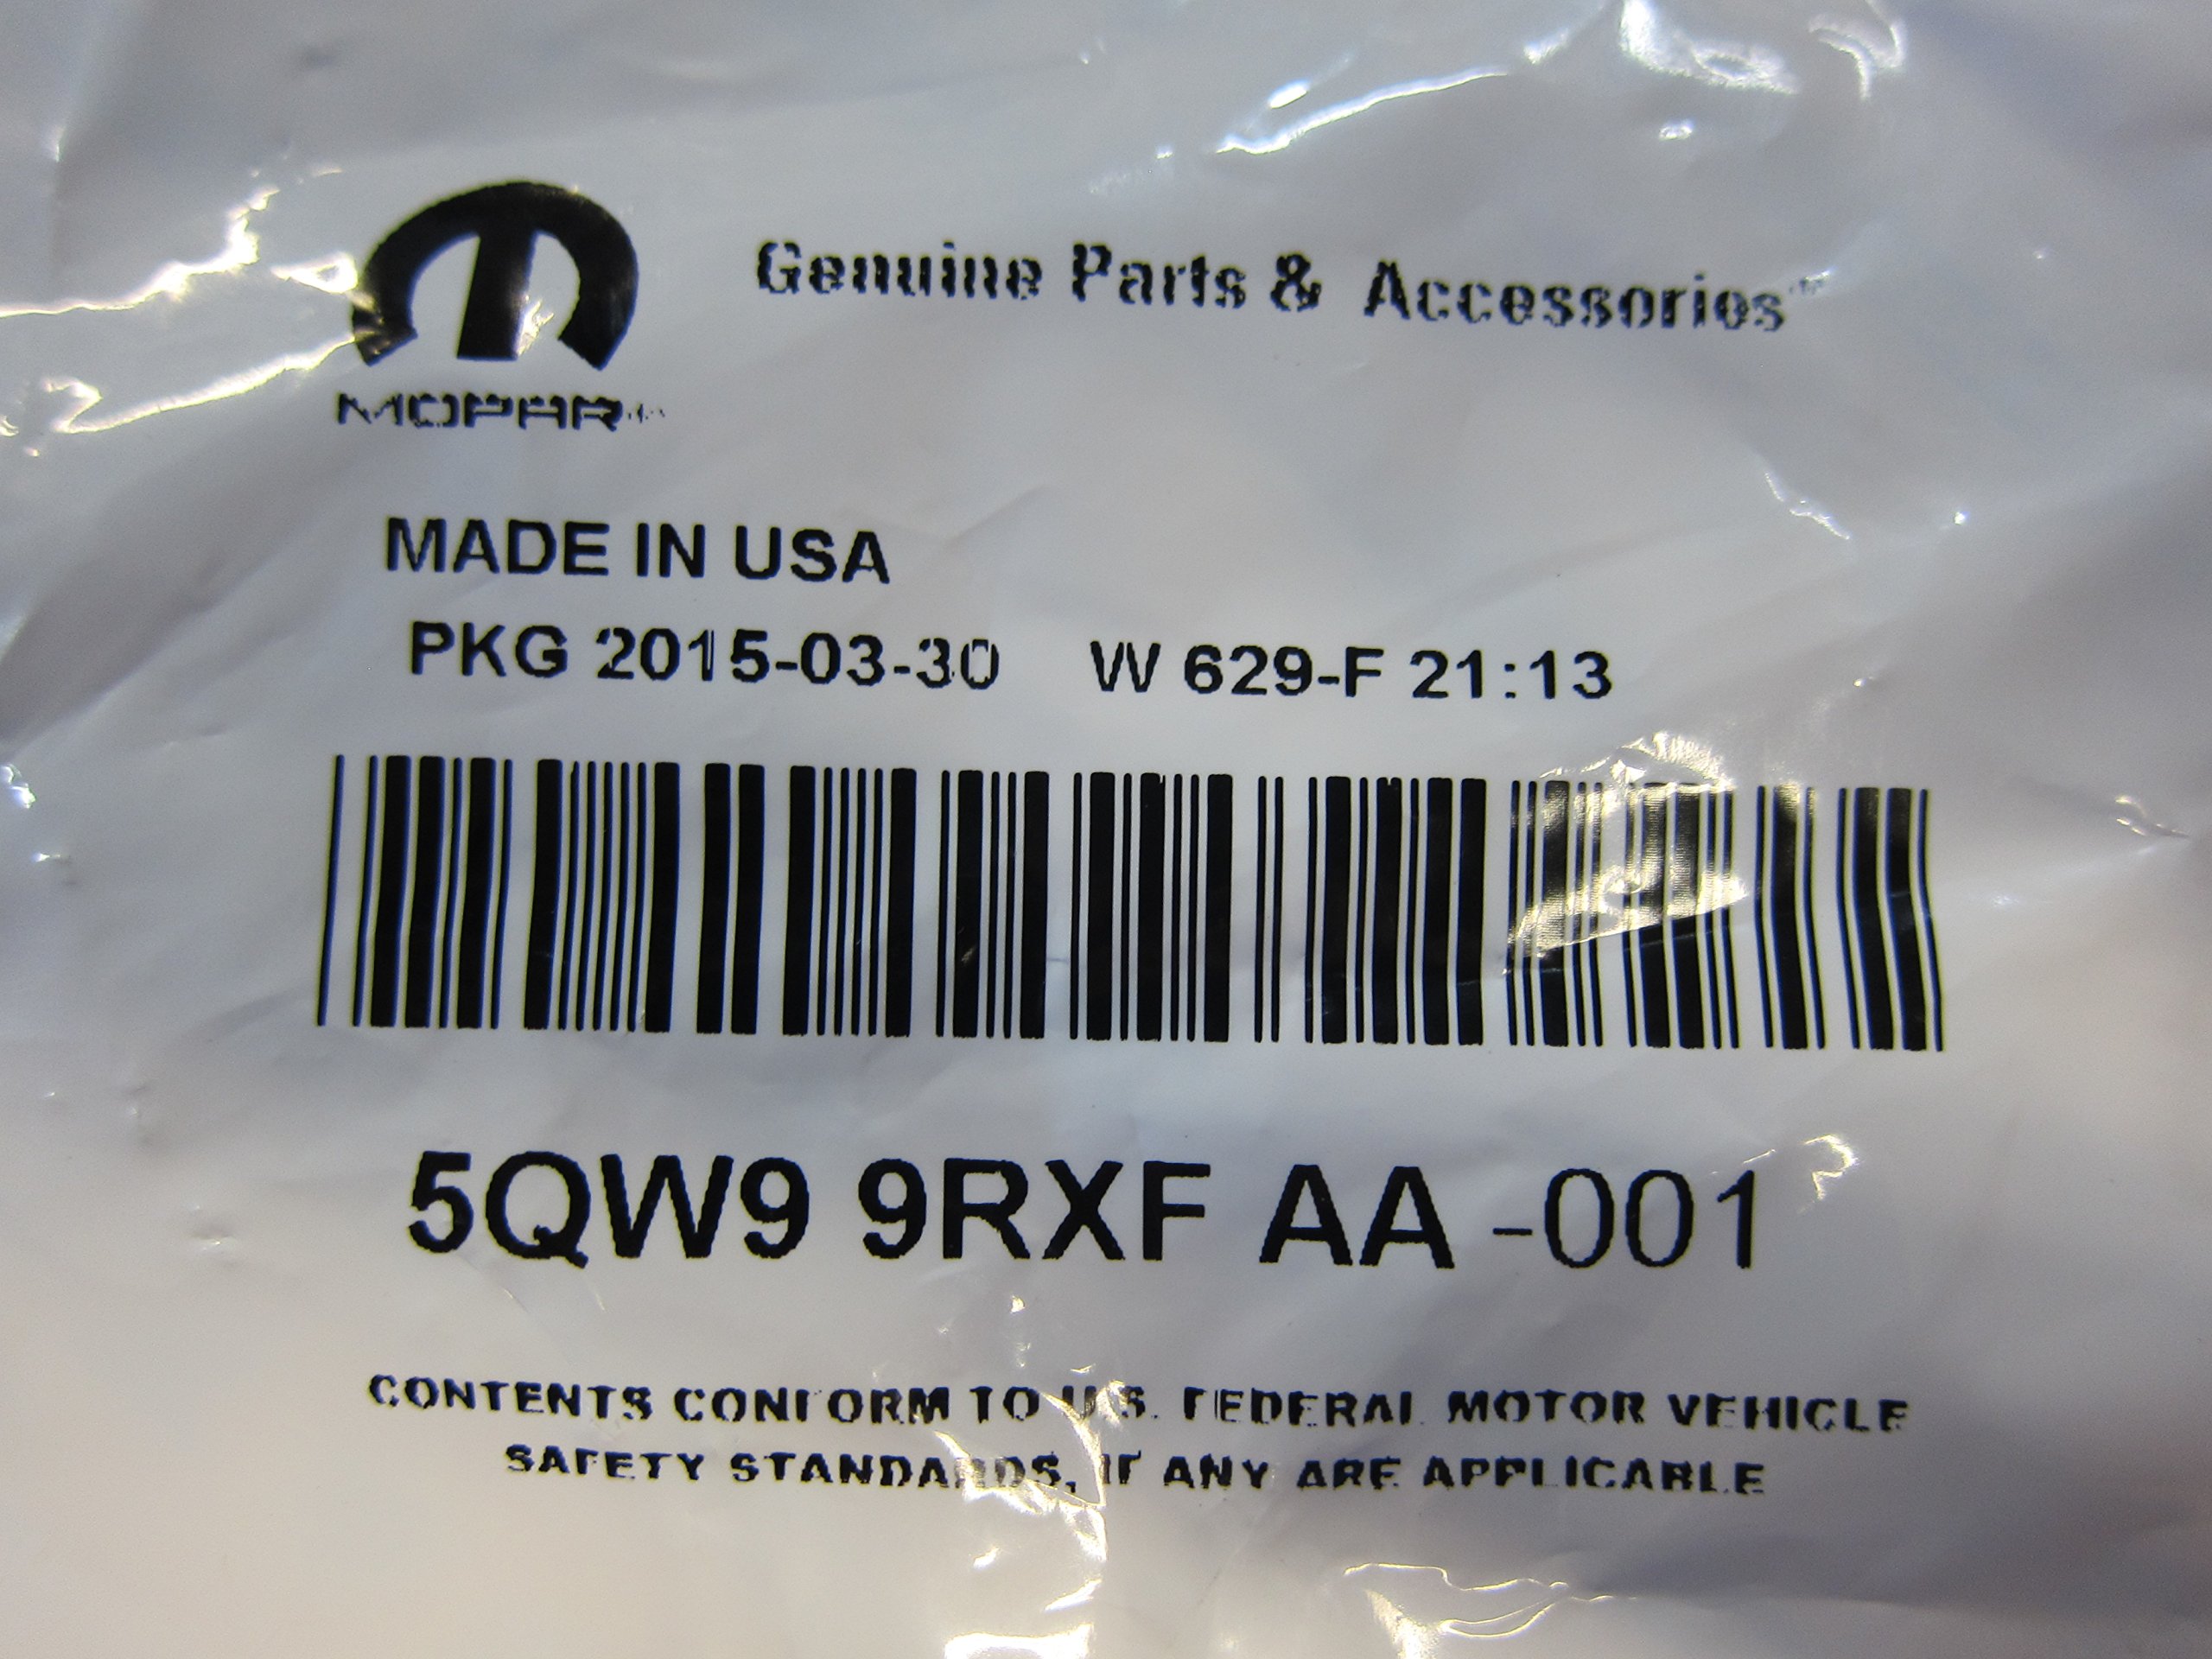 Genuine Parts & Accessories™
MOPAR
MADE IN USA
PKG 2015-03-30 W 629-F 21:13
5QW9 9RXF AA -001
CONTENTS CONFORM TO U.S. FEDERAL MOTOR VEHICLE
SAFETY STANDARDS, IF ANY ARE APPLICABLE